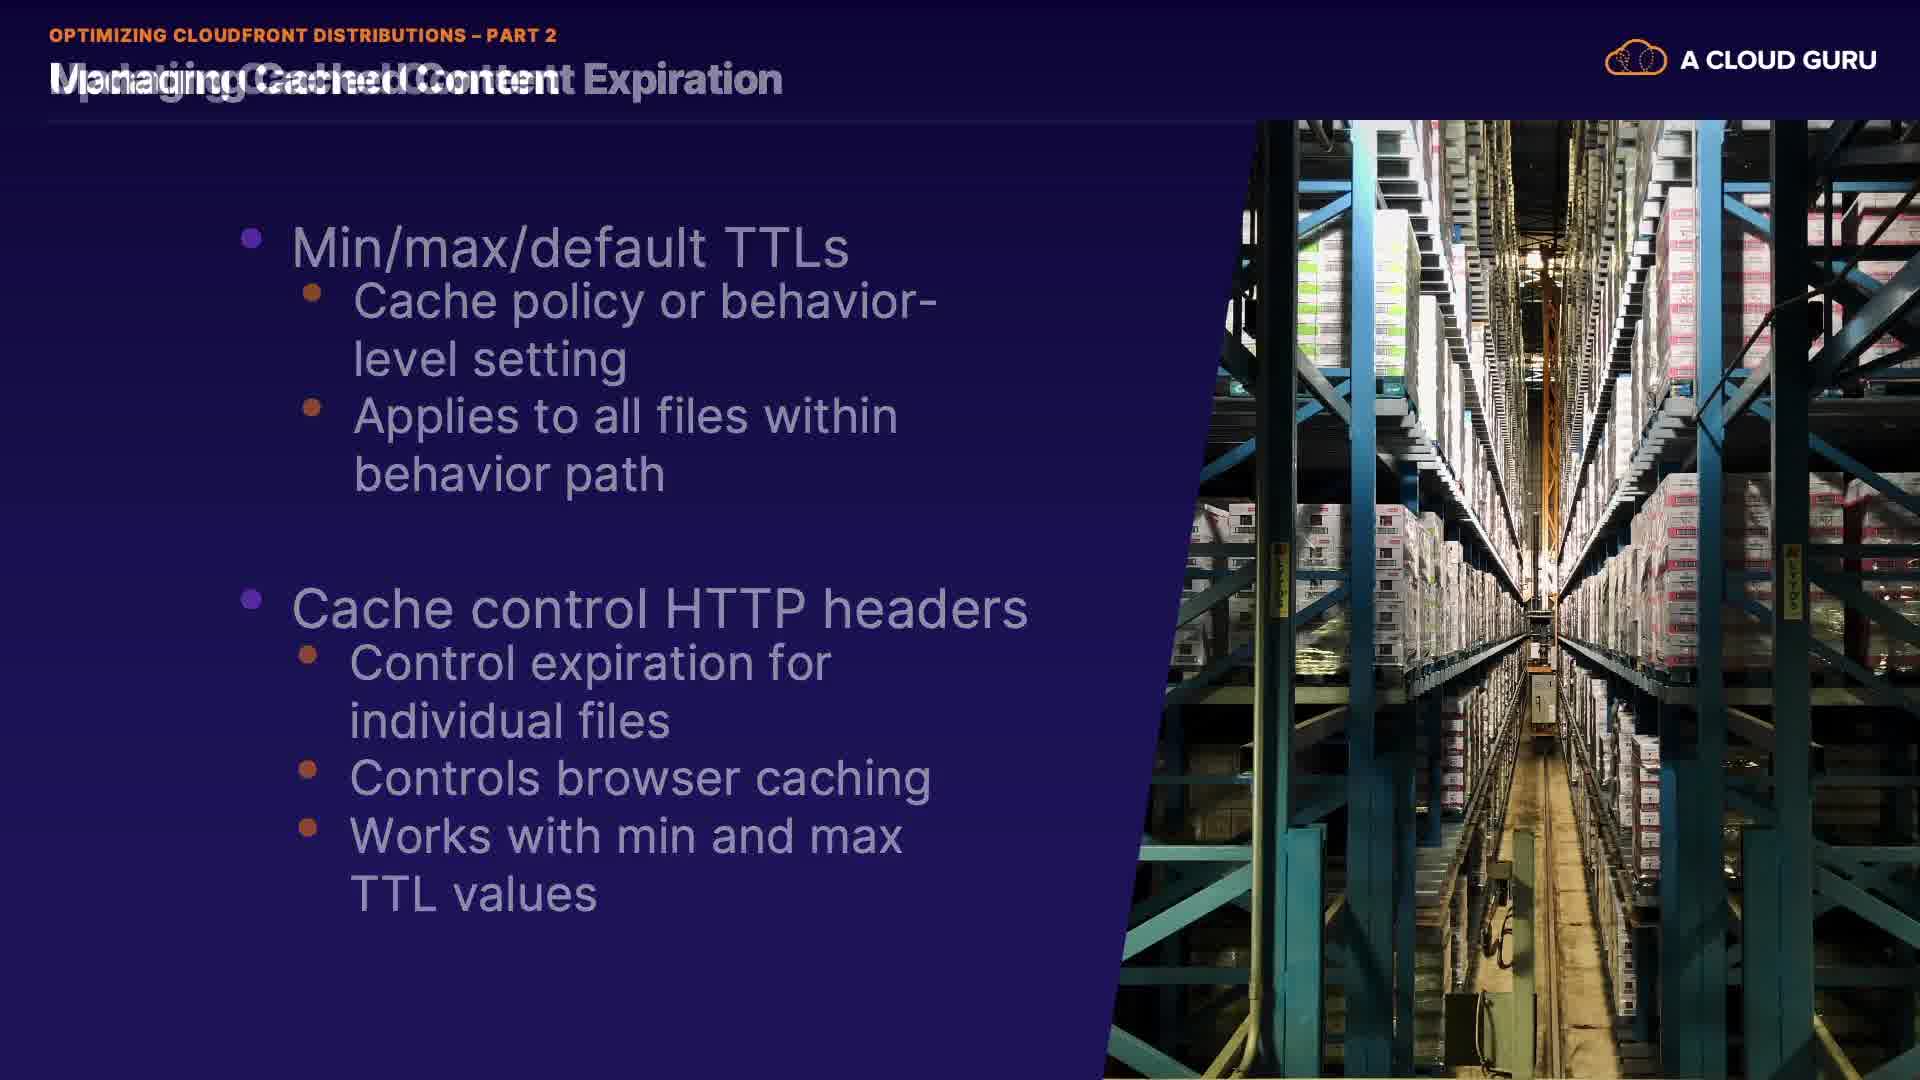 OPTIMIZING CLOUDFRONT DISTRIBUTIONS – PART 2
Managing Cached Content Expiration
A CLOUD GURU
Min/max/default TTLs
Cache policy or behavior-
level setting
Applies to all files within
behavior path
Cache control HTTP headers
Control expiration for
individual files
Controls browser caching
Works with min and max
TTL values